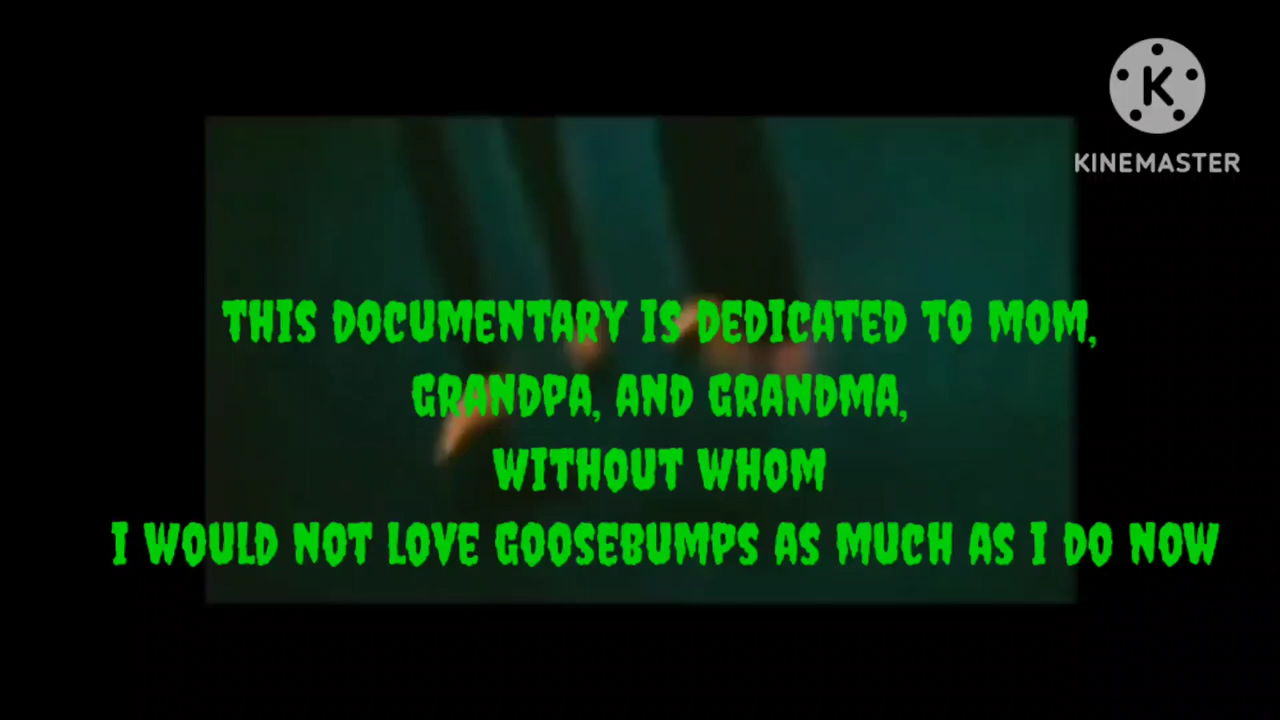 K
KINEMASTER
THIS DOCUMENTARY IS DEDICATED TO MOM,
GRANDPA, AND GRANDMA,
WITHOUT WHOM
I WOULD NOT LOVE GOOSEBUMPS AS MUCH AS I DO NOW